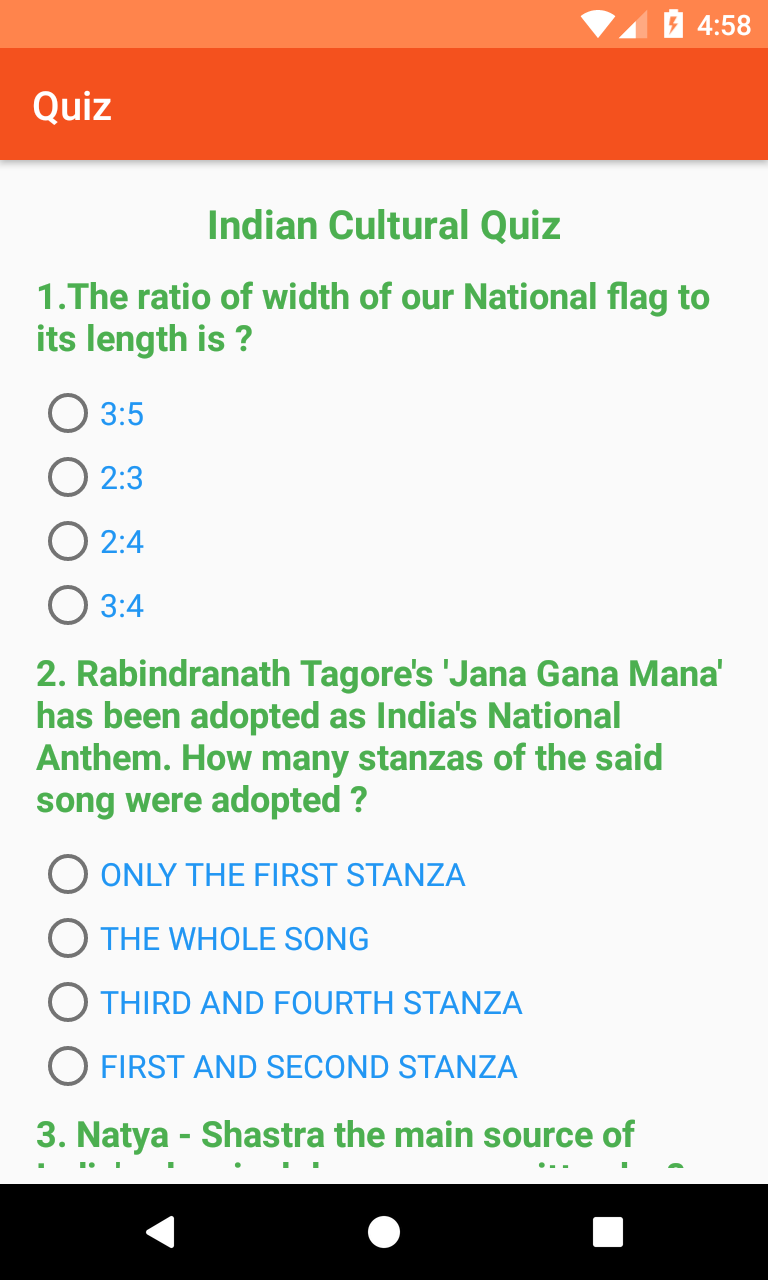 4:58
Quiz
Indian Cultural Quiz
1.The ratio of width of our National flag to
its length is ?
3:5
2:3
2:4
3:4
2. Rabindranath Tagore's 'Jana Gana Mana'
has been adopted as India's National
Anthem. How many stanzas of the said
song were adopted ?
ONLY THE FIRST STANZA
THE WHOLE SONG
THIRD AND FOURTH STANZA
FIRST AND SECOND STANZA
3. Natya - Shastra the main source of